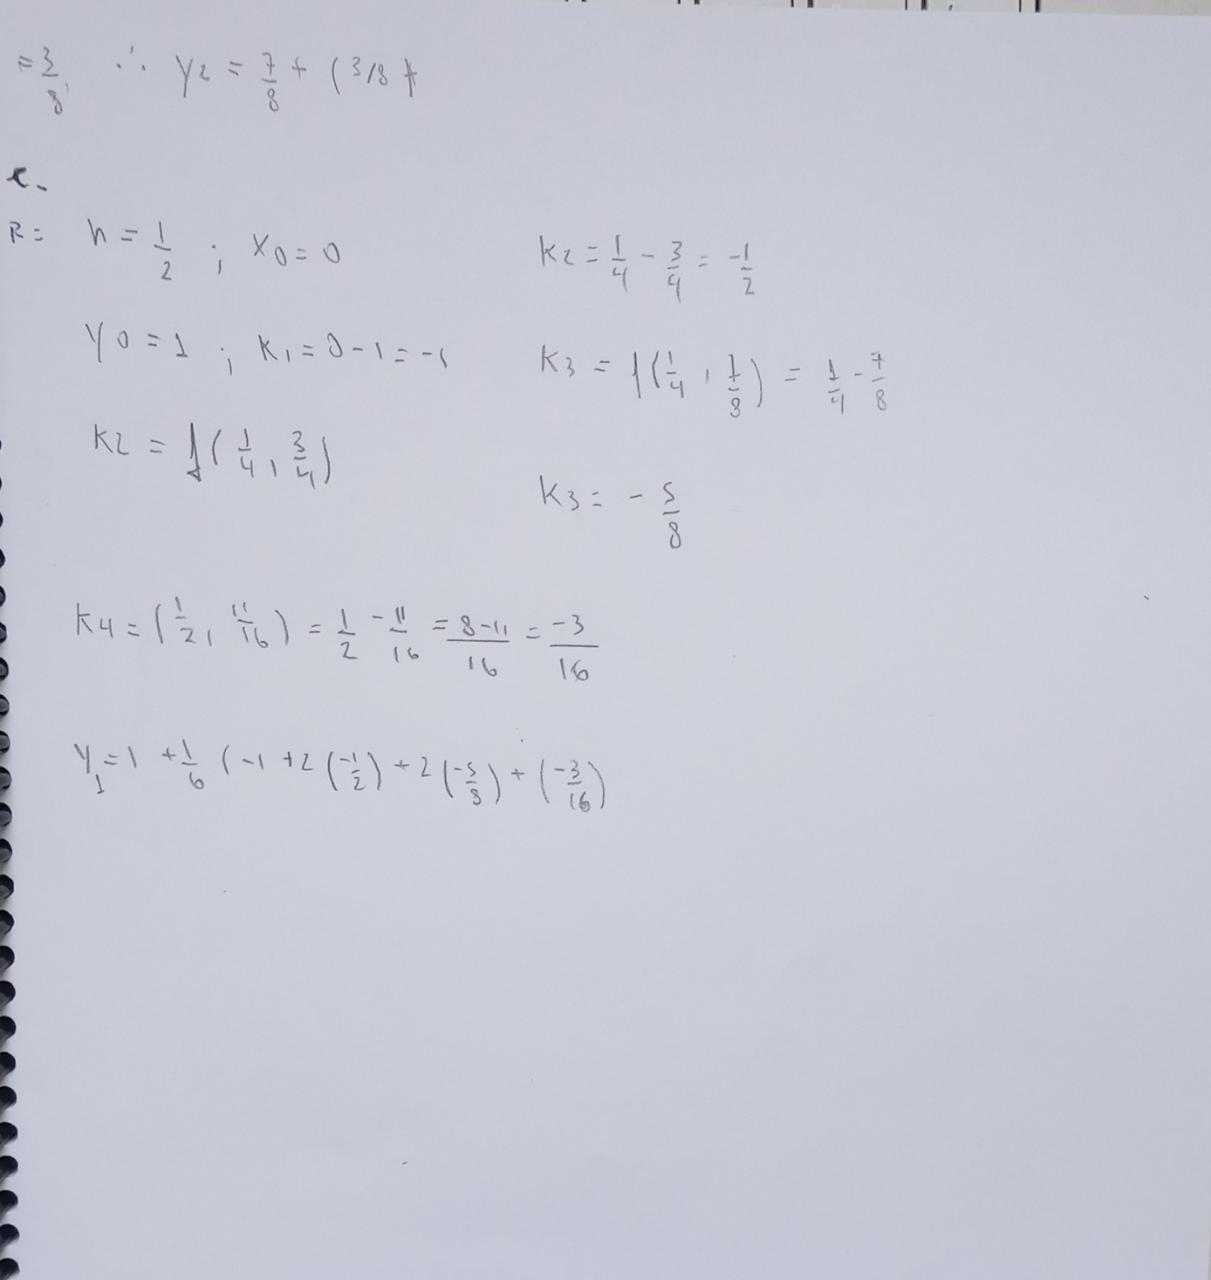 = 3/8 ∴ y2 = 7/8 + (3/8)
c.
R= h = 1/2 ; x0 = 0
y0 = 1 ; K1 = 0 - 1 = -1
K2 = f(1/4, 3/4)
K2 = 1/4 - 3/4 = -1/2
K3 = f(1/4, 7/8) = 1/4 - 7/8
K3 = - 5/8
K4 = (1/2, 11/16) = 1/2 - 11/16 = 8-11/16 = -3/16
y1 = 1 + 1/6 (-1 + 2(-1/2) + 2(-5/8) + (-3/16)